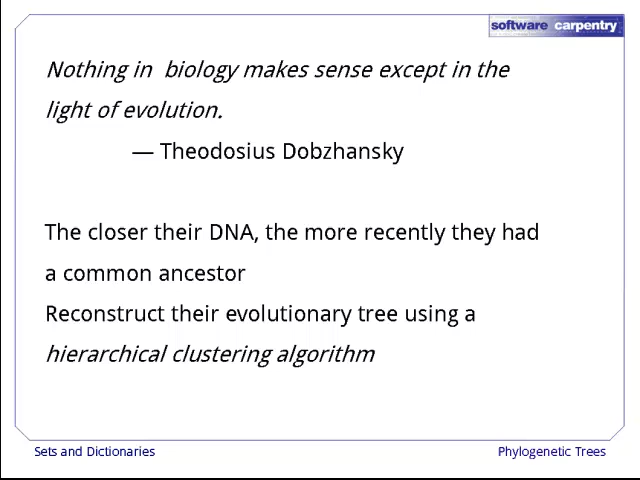 software carpentry
Nothing in biology makes sense except in the
light of evolution.
— Theodosius Dobzhansky
The closer their DNA, the more recently they had
a common ancestor
Reconstruct their evolutionary tree using a
hierarchical clustering algorithm
Sets and Dictionaries
Phylogenetic Trees